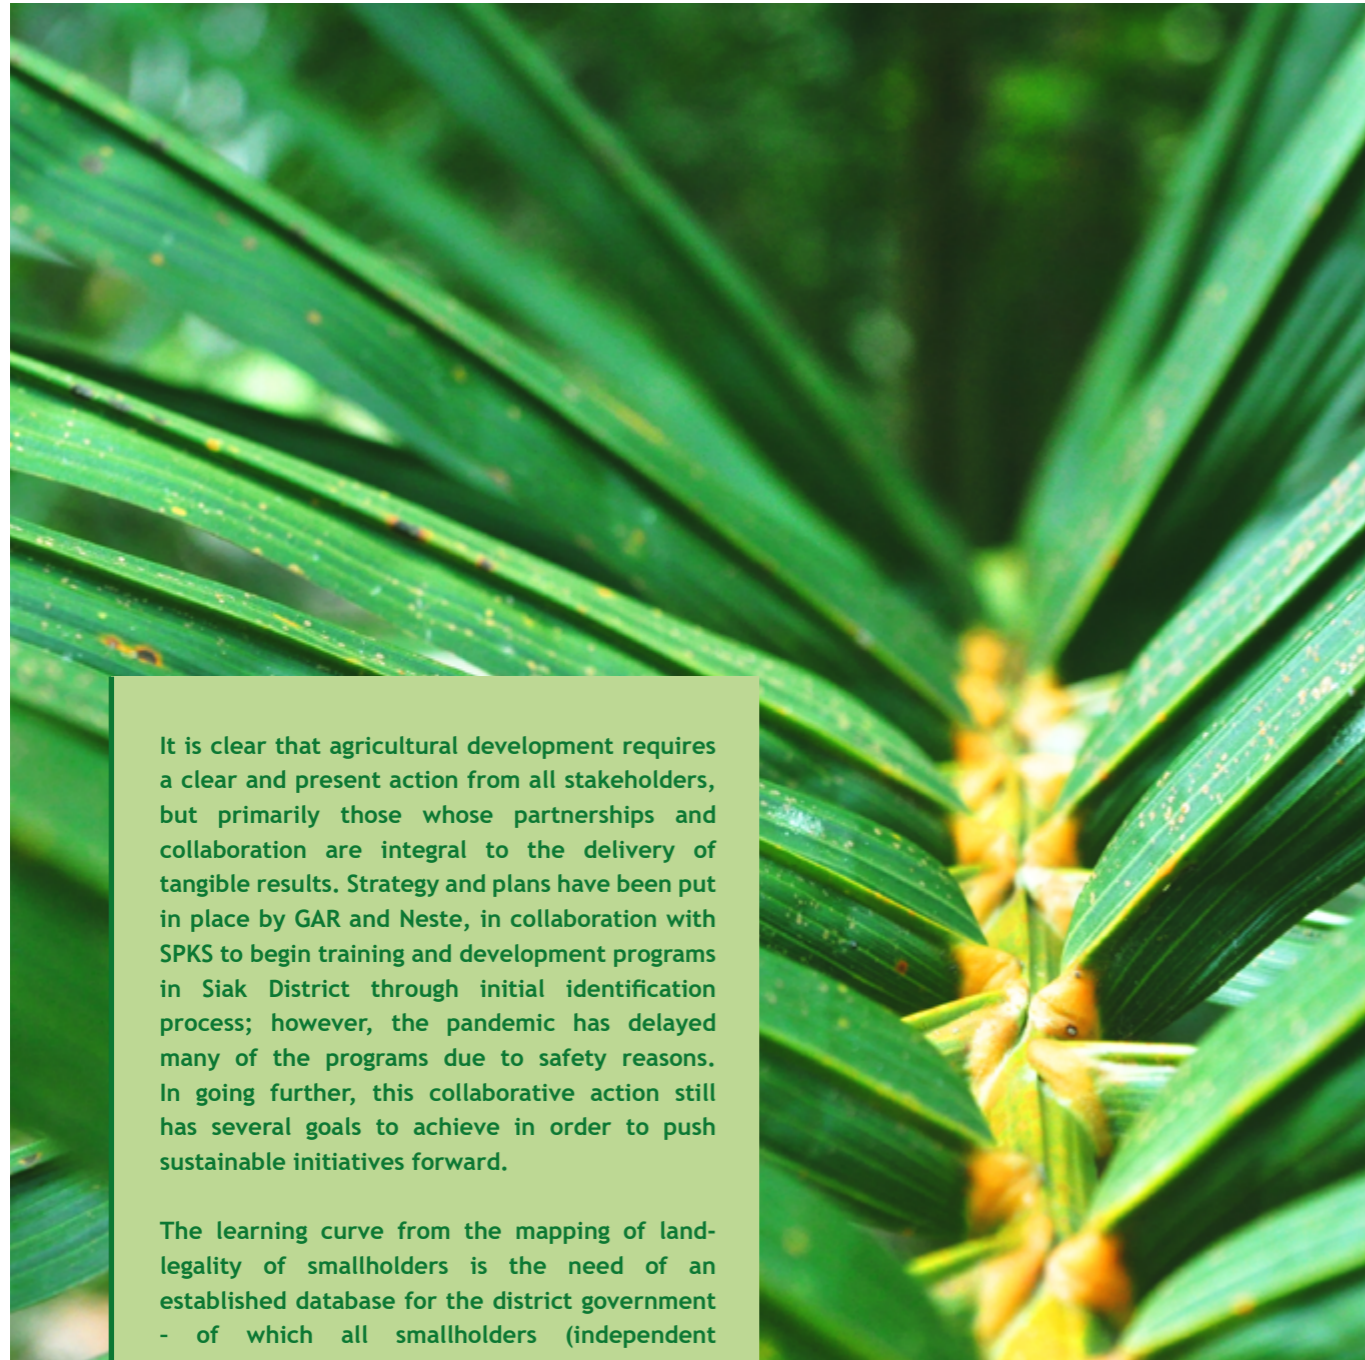 It is clear that agricultural development requires
a clear and present action from all stakeholders,
but primarily those whose partnerships and
collaboration are integral to the delivery of
tangible results. Strategy and plans have been put
in place by GAR and Neste, in collaboration with
SPKS to begin training and development programs
in Siak District through initial identification
process; however, the pandemic has delayed
many of the programs due to safety reasons.
In going further, this collaborative action still
has several goals to achieve in order to push
sustainable initiatives forward.
The learning curve from the mapping of land-
legality of smallholders is the need of an
established database for the district government
– of which all smallholders (independent